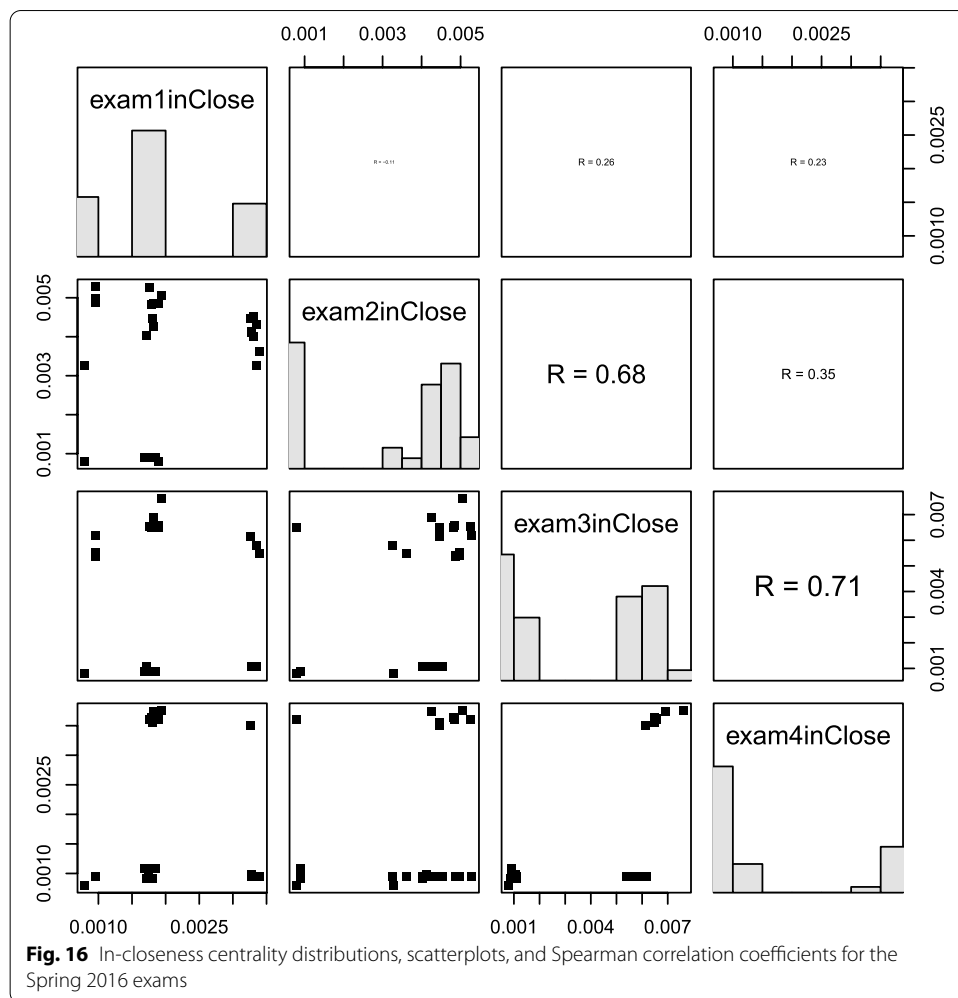 0.001 0.003 0.005 0.0010 0.0025
exam1inClose
R = −0.11
R = 0.26
R = 0.23
0.0010 0.0025
0.001 0.003 0.005
exam2inClose
R = 0.68
R = 0.35
exam3inClose
R = 0.71
0.001 0.004 0.007
0.0010 0.0025
exam4inClose
0.0010 0.0025 0.001 0.004 0.007
Fig. 16 In-closeness centrality distributions, scatterplots, and Spearman correlation coefficients for the
Spring 2016 exams